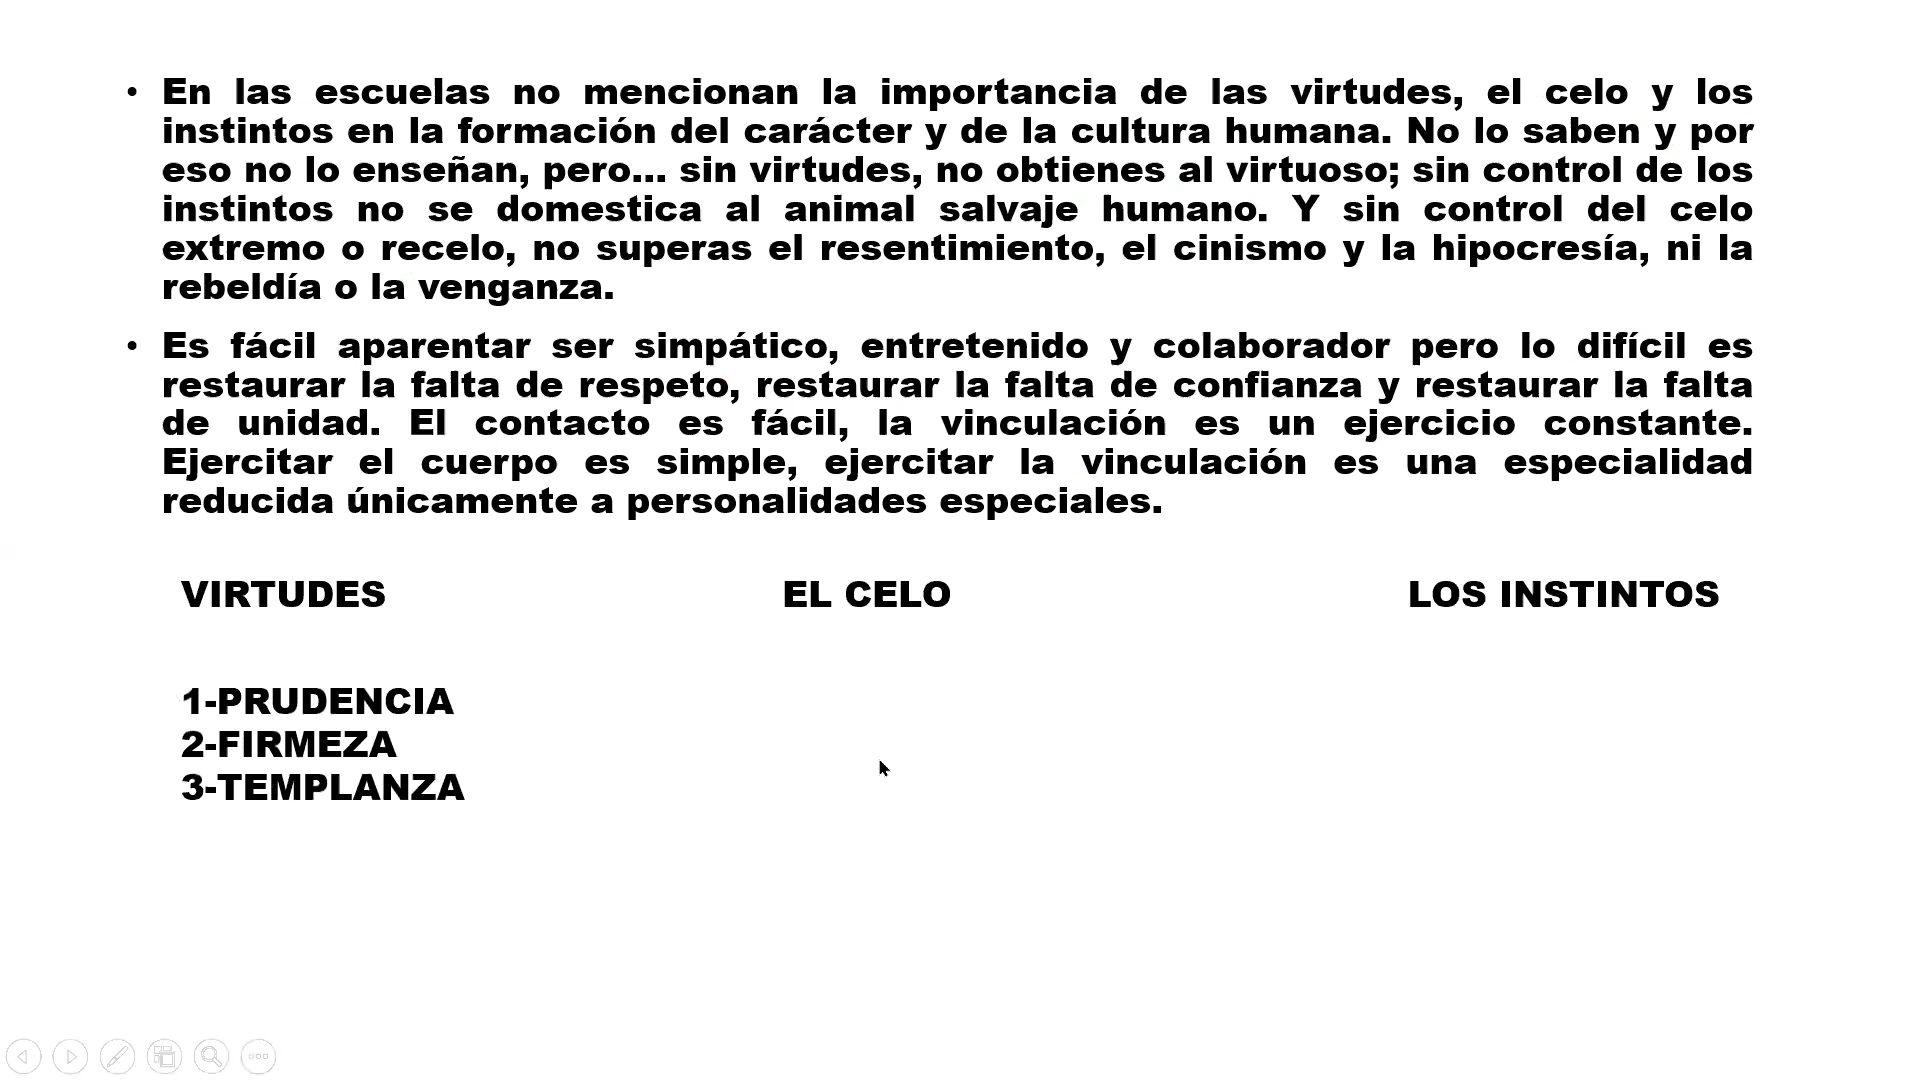 • En las escuelas no mencionan la importancia de las virtudes, el celo y los
instintos en la formación del carácter y de la cultura humana. No lo saben y por
eso no lo enseñan, pero... sin virtudes, no obtienes al virtuoso; sin control de los
instintos no se domestica al animal salvaje humano. Y sin control del celo
extremo o recelo, no superas el resentimiento, el cinismo y la hipocresía, ni la
rebeldía o la venganza.
• Es fácil aparentar ser simpático, entretenido y colaborador pero lo difícil es
restaurar la falta de respeto, restaurar la falta de confianza y restaurar la falta
de unidad. El contacto es fácil, la vinculación es un ejercicio constante.
Ejercitar el cuerpo es simple, ejercitar la vinculación es una especialidad
reducida únicamente a personalidades especiales.
VIRTUDES EL CELO LOS INSTINTOS
1-PRUDENCIA
2-FIRMEZA
3-TEMPLANZA